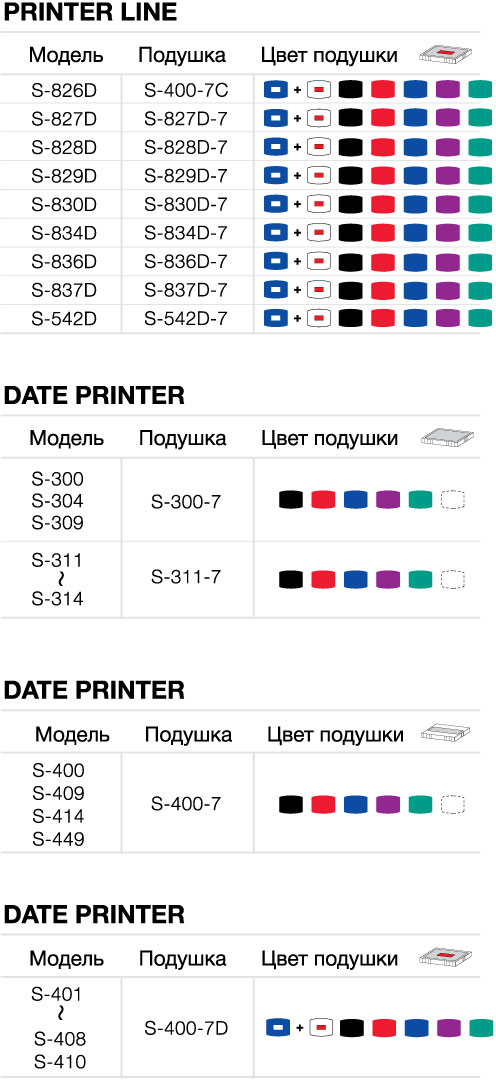 PRINTER LINE
Модель Подушка Цвет подушки
S-826D S-400-7C +
S-827D S-827D-7 +
S-828D S-828D-7 +
S-829D S-829D-7 +
S-830D S-830D-7 +
S-834D S-834D-7 +
S-836D S-836D-7 +
S-837D S-837D-7 +
S-542D S-542D-7 +
DATE PRINTER
Модель Подушка Цвет подушки
S-300
S-304
S-309
S-300-7
S-311
~
S-314
S-311-7
DATE PRINTER
Модель Подушка Цвет подушки
S-400
S-409
S-414
S-449
S-400-7
DATE PRINTER
Модель Подушка Цвет подушки
S-401
~
S-408
S-410
S-400-7D +